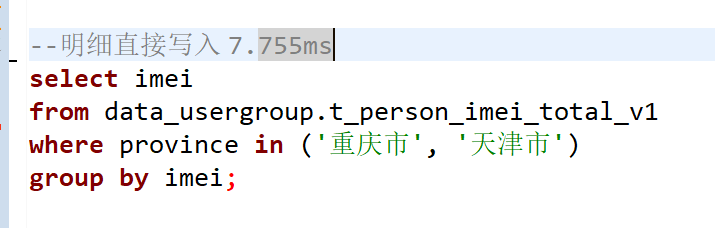 --明细直接写入7.755ms
select imei
from data_usergroup.t_person_imei_total_v1
where province in ('重庆市', '天津市')
group by imei;